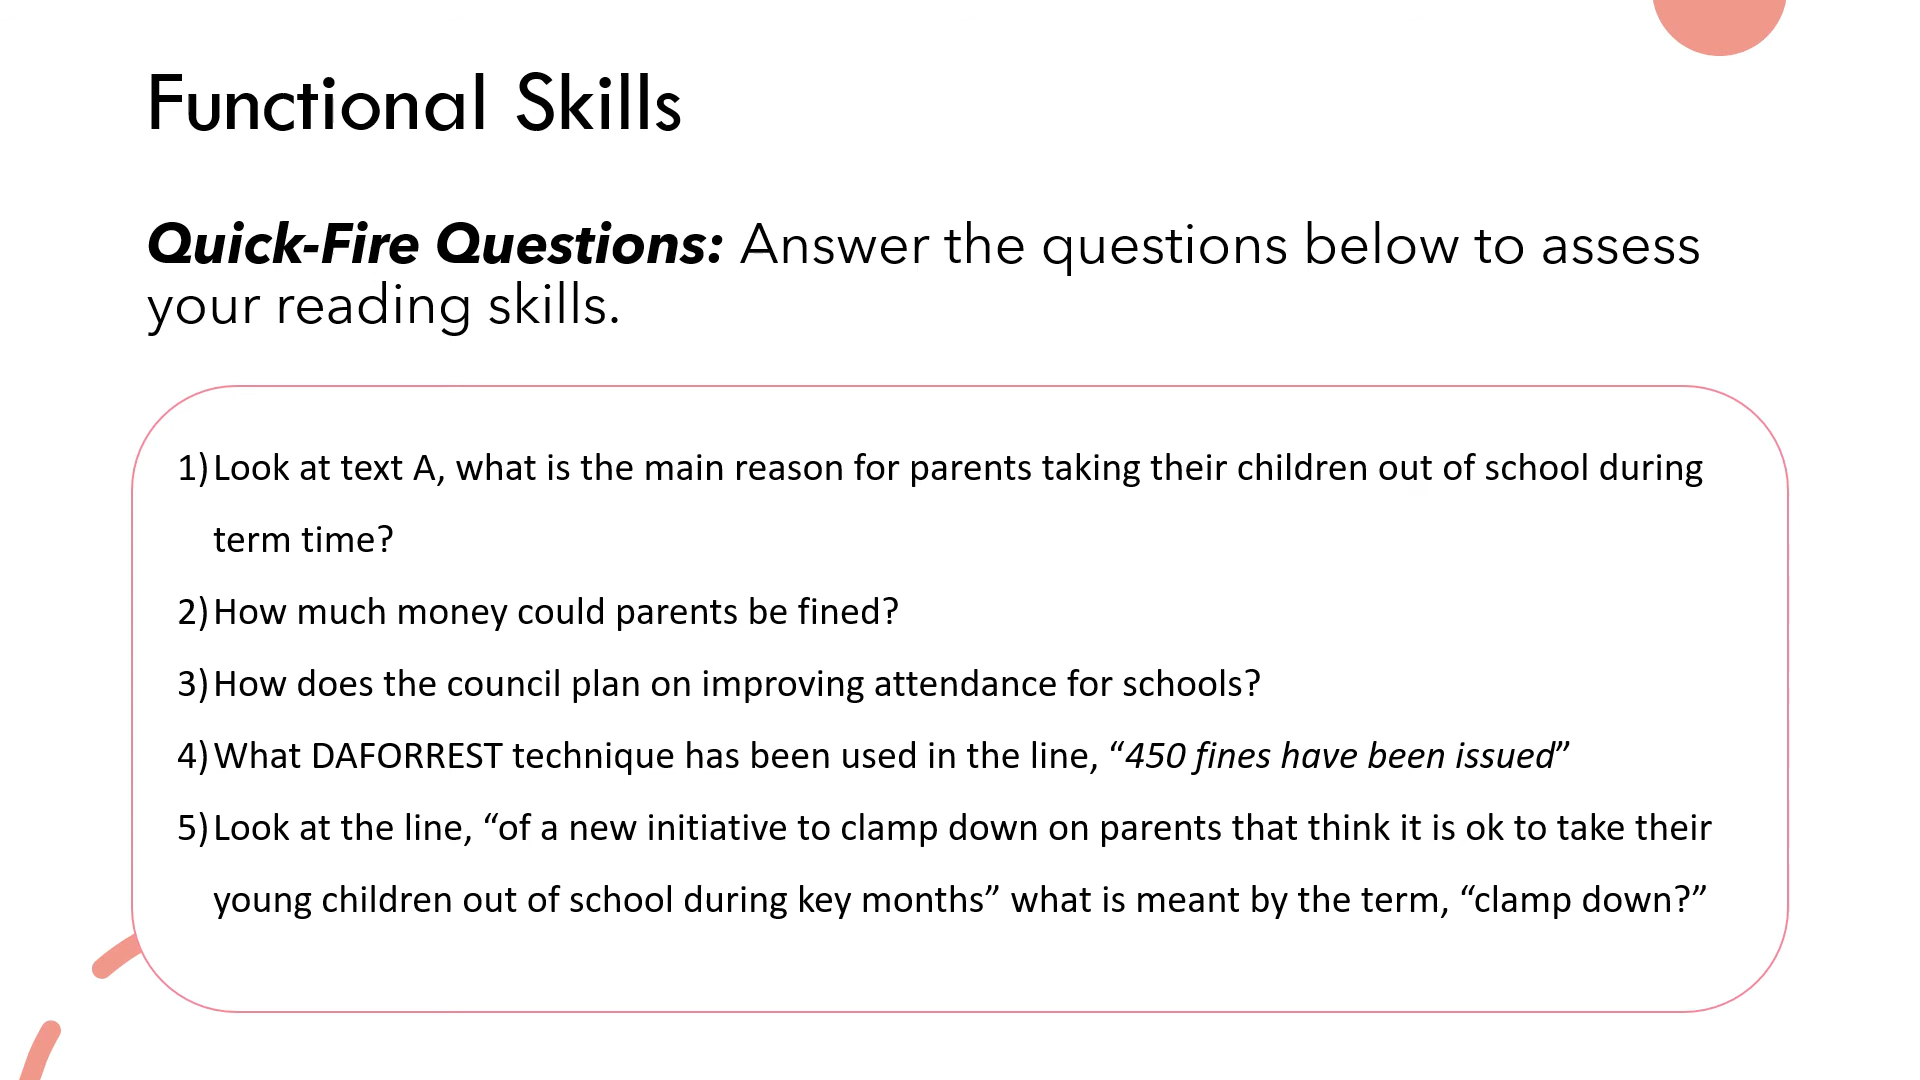 Functional Skills
Quick-Fire Questions: Answer the questions below to assess
your reading skills.
1) Look at text A, what is the main reason for parents taking their children out of school during
term time?
2) How much money could parents be fined?
3) How does the council plan on improving attendance for schools?
4) What DAFORREST technique has been used in the line, “450 fines have been issued”
5) Look at the line, “of a new initiative to clamp down on parents that think it is ok to take their
young children out of school during key months” what is meant by the term, “clamp down?”